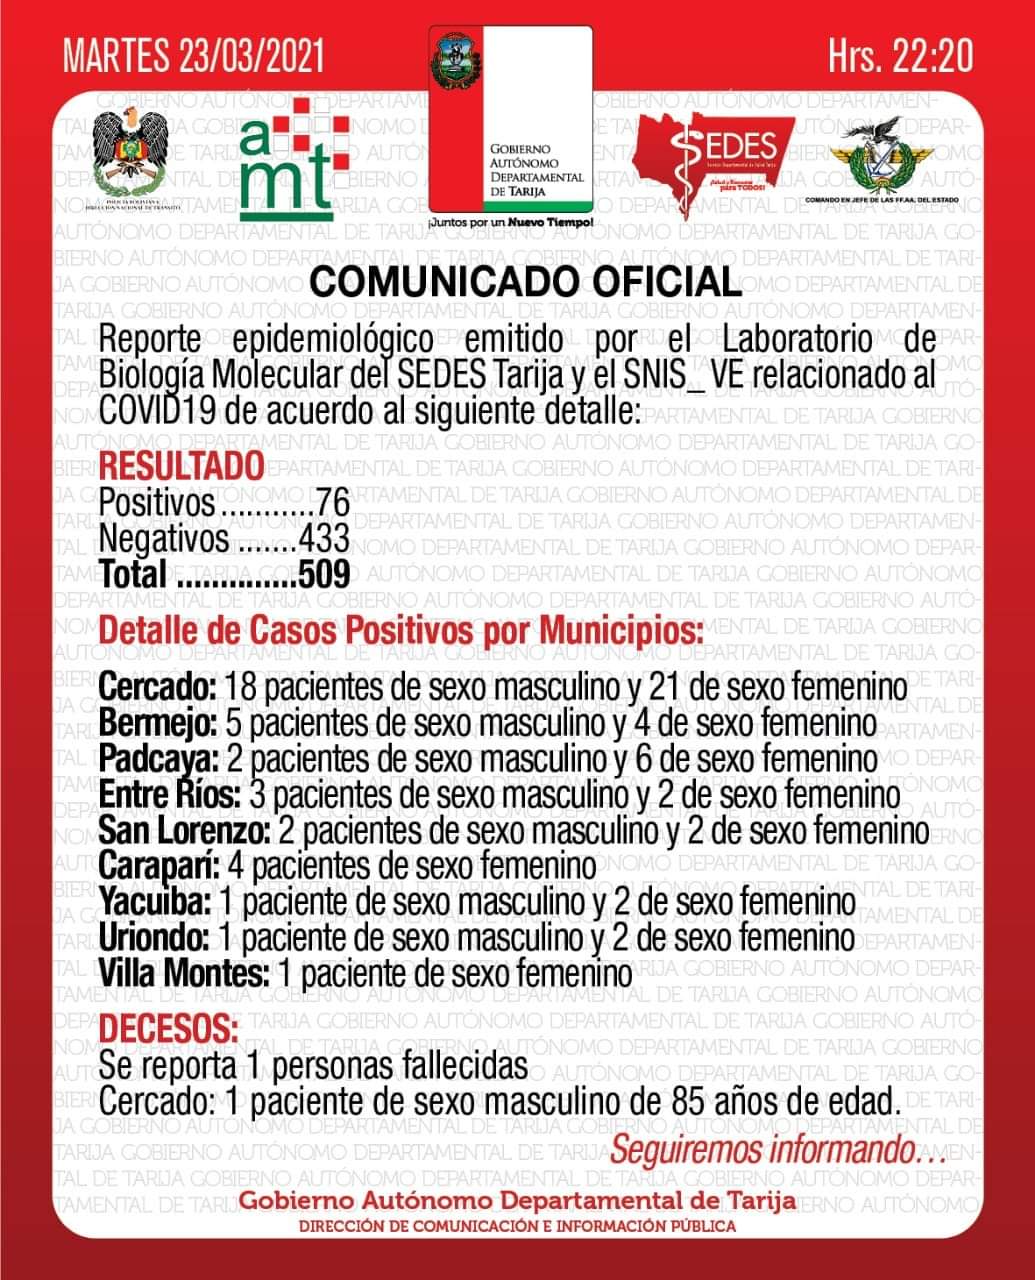 MARTES 23/03/2021
Hrs. 22:20
POLICÍA BOLIVIANA
DIRECCIÓN NACIONAL DE TRÁNSITO
amt
GOBIERNO
AUTÓNOMO
DEPARTAMENTAL
DE TARIJA
¡Juntos por un Nuevo Tiempo!
SEDES
Servicio Departamental de Salud Tarija
¡Salud y Bienestar
para TODOS!
COMANDO EN JEFE DE LAS FF.AA. DEL ESTADO
COMUNICADO OFICIAL
Reporte epidemiológico emitido por el Laboratorio de
Biología Molecular del SEDES Tarija y el SNIS_ VE relacionado al
COVID19 de acuerdo al siguiente detalle:
RESULTADO
Positivos ...........76
Negativos .......433
Total ..............509
Detalle de Casos Positivos por Municipios:
Cercado: 18 pacientes de sexo masculino y 21 de sexo femenino
Bermejo: 5 pacientes de sexo masculino y 4 de sexo femenino
Padcaya: 2 pacientes de sexo masculino y 6 de sexo femenino
Entre Ríos: 3 pacientes de sexo masculino y 2 de sexo femenino
San Lorenzo: 2 pacientes de sexo masculino y 2 de sexo femenino
Caraparí: 4 pacientes de sexo femenino
Yacuiba: 1 paciente de sexo masculino y 2 de sexo femenino
Uriondo: 1 paciente de sexo masculino y 2 de sexo femenino
Villa Montes: 1 paciente de sexo femenino
DECESOS:
Se reporta 1 personas fallecidas
Cercado: 1 paciente de sexo masculino de 85 años de edad.
Seguiremos informando...
Gobierno Autónomo Departamental de Tarija
DIRECCIÓN DE COMUNICACIÓN E INFORMACIÓN PÚBLICA